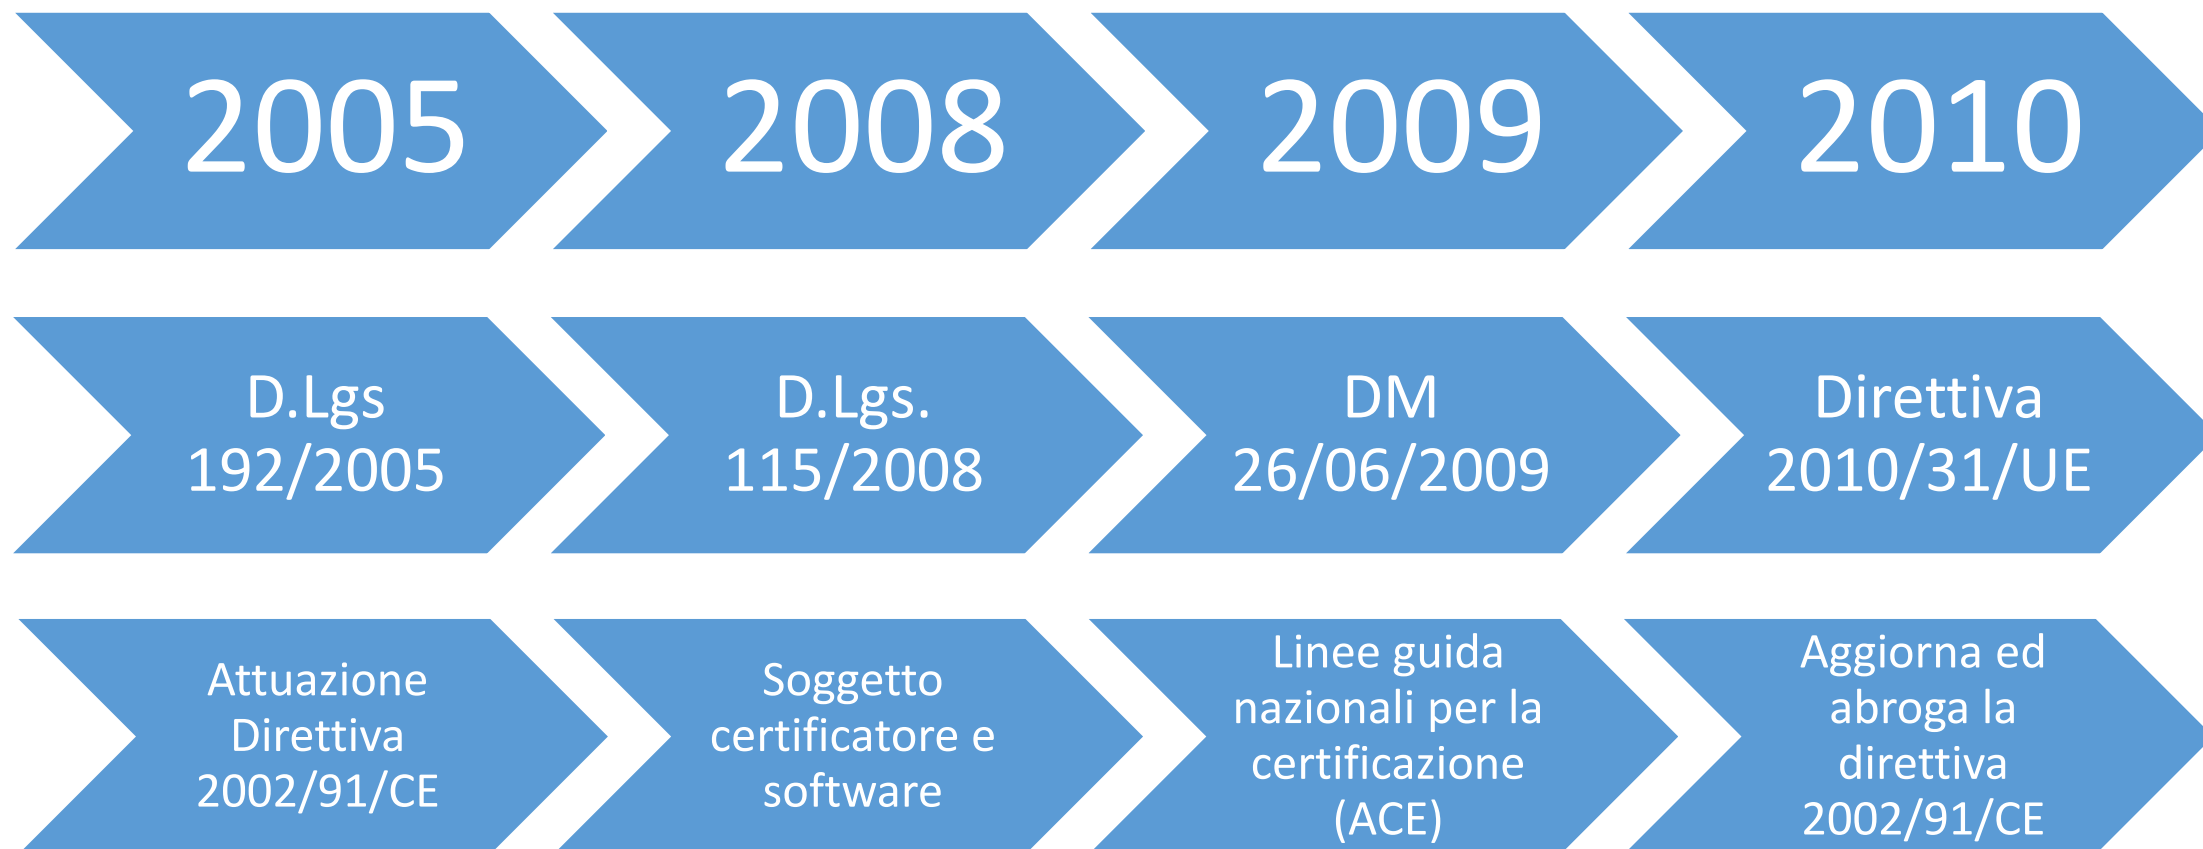 2005
2008
2009
2010
D.Lgs
192/2005
D.Lgs.
115/2008
DM
26/06/2009
Direttiva
2010/31/UE
Attuazione
Direttiva
2002/91/CE
Soggetto
certificatore e
software
Linee guida
nazionali per la
certificazione
(ACE)
Aggiorna ed
abroga la
direttiva
2002/91/CE